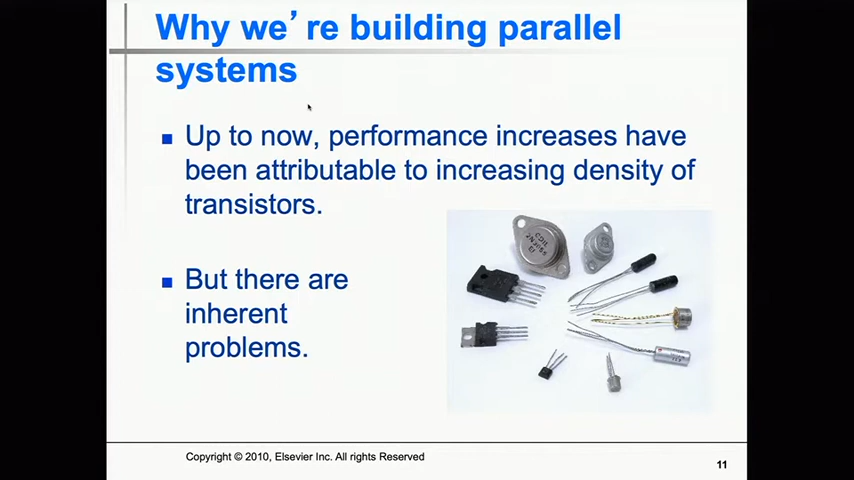 Why we’re building parallel
systems
Up to now, performance increases have
been attributable to increasing density of
transistors.
But there are
inherent
problems.
Copyright © 2010, Elsevier Inc. All rights Reserved
11